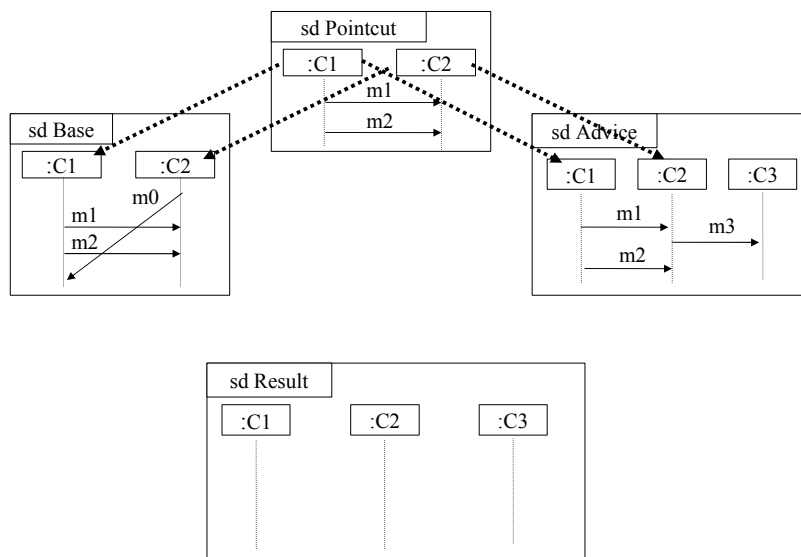 sd Pointcut
:C1
:C2
m1
m2
sd Base
:C1
:C2
m0
m1
m2
sd Advice
:C1
:C2
:C3
m1
m3
m2
sd Result
:C1
:C2
:C3